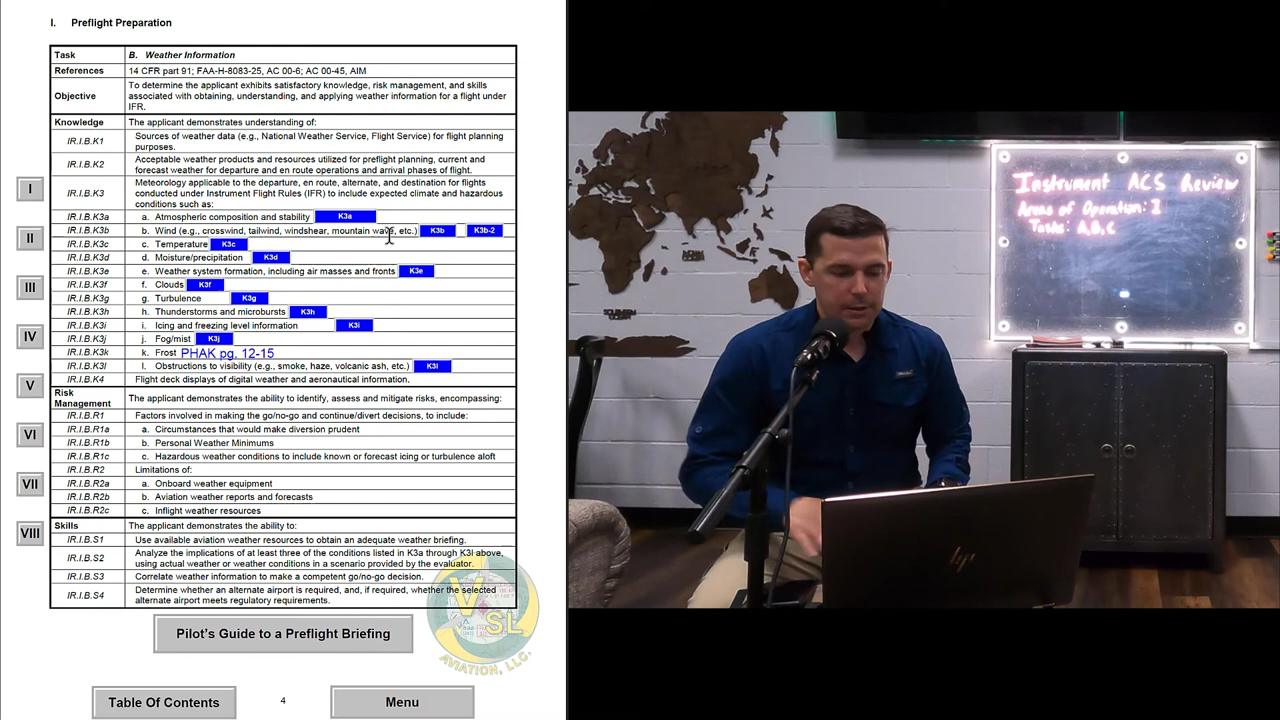 I. Preflight Preparation
Task B. Weather Information
References 14 CFR part 91; FAA-H-8083-25, AC 00-6; AC 00-45, AIM
Objective To determine the applicant exhibits satisfactory knowledge, risk management, and skills
associated with obtaining, understanding, and applying weather information for a flight under
IFR.
Knowledge The applicant demonstrates understanding of:
IR.I.B.K1 Sources of weather data (e.g., National Weather Service, Flight Service) for flight planning
purposes.
IR.I.B.K2 Acceptable weather products and resources utilized for preflight planning, current and
forecast weather for departure and en route operations and arrival phases of flight.
I
IR.I.B.K3 Meteorology applicable to the departure, en route, alternate, and destination for flights
conducted under Instrument Flight Rules (IFR) to include expected climate and hazardous
conditions such as:
IR.I.B.K3a a. Atmospheric composition and stability K3a
IR.I.B.K3b b. Wind (e.g., crosswind, tailwind, windshear, mountain wave, etc.) K3b K3b-2
II
IR.I.B.K3c c. Temperature K3c
IR.I.B.K3d d. Moisture/precipitation K3d
IR.I.B.K3e e. Weather system formation, including air masses and fronts K3e
IR.I.B.K3f f. Clouds K3f
III
IR.I.B.K3g g. Turbulence K3g
IR.I.B.K3h h. Thunderstorms and microbursts K3h
IR.I.B.K3i i. Icing and freezing level information K3i
IV
IR.I.B.K3j j. Fog/mist K3j
IR.I.B.K3k k. Frost PHAK pg. 12-15
IR.I.B.K3l l. Obstructions to visibility (e.g., smoke, haze, volcanic ash, etc.) K3l
IR.I.B.K4 Flight deck displays of digital weather and aeronautical information.
V
Risk
Management The applicant demonstrates the ability to identify, assess and mitigate risks, encompassing:
IR.I.B.R1 Factors involved in making the go/no-go and continue/divert decisions, to include:
IR.I.B.R1a a. Circumstances that would make diversion prudent
VI
IR.I.B.R1b b. Personal Weather Minimums
IR.I.B.R1c c. Hazardous weather conditions to include known or forecast icing or turbulence aloft
IR.I.B.R2 Limitations of:
IR.I.B.R2a a. Onboard weather equipment
VII
IR.I.B.R2b b. Aviation weather reports and forecasts
IR.I.B.R2c c. Inflight weather resources
Skills The applicant demonstrates the ability to:
VIII
IR.I.B.S1 Use available aviation weather resources to obtain an adequate weather briefing.
IR.I.B.S2 Analyze the implications of at least three of the conditions listed in K3a through K3l above,
using actual weather or weather conditions in a scenario provided by the evaluator.
IR.I.B.S3 Correlate weather information to make a competent go/no-go decision.
IR.I.B.S4 Determine whether an alternate airport is required, and, if required, whether the selected
alternate airport meets regulatory requirements.
VSL
AVIATION, LLC.
Pilot's Guide to a Preflight Briefing
Table Of Contents
4
Menu
Instrument ACS Review
Areas of Operation: I
Tasks: A,B,C
SOUTHERN
OCEAN
hp